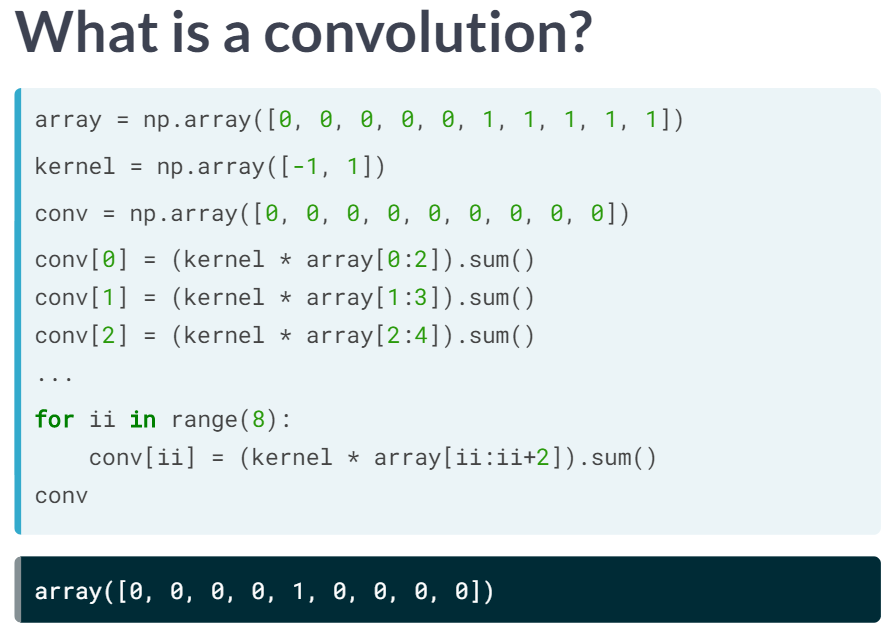 What is a convolution?
array = np.array([0, 0, 0, 0, 0, 1, 1, 1, 1, 1])
kernel = np.array([-1, 1])
conv = np.array([0, 0, 0, 0, 0, 0, 0, 0, 0])
conv[0] = (kernel * array[0:2]).sum()
conv[1] = (kernel * array[1:3]).sum()
conv[2] = (kernel * array[2:4]).sum()
...
for ii in range(8):
    conv[ii] = (kernel * array[ii:ii+2]).sum()
conv
array([0, 0, 0, 0, 1, 0, 0, 0, 0])